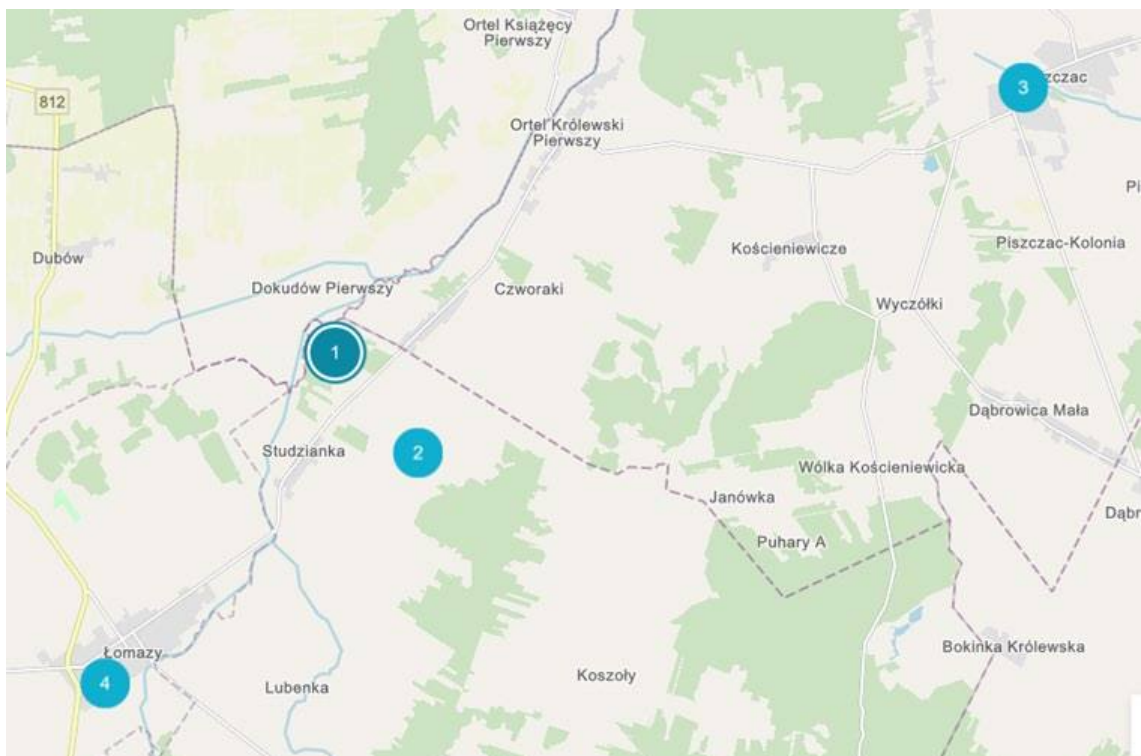 Ortel Książęcy
Pierwszy
812
3
zczac
Ortel Królewski
Pierwszy
Pi
Kościeniewicze
Piszczac-Kolonia
Dubów
Dokudów Pierwszy
Czworaki
Wyczółki
1
Dąbrowica Mała
Studzianka
2
Wólka Kościeniewicka
Janówka
Dąbr
Puhary A
Łomazy
Bokinka Królewska
4
Lubenka
Koszoły